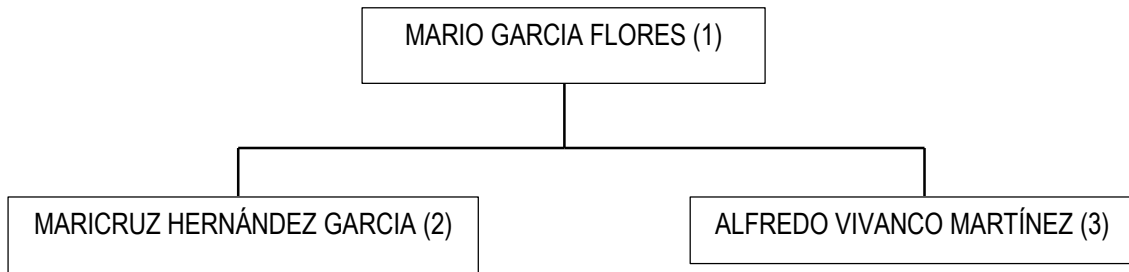 MARIO GARCIA FLORES (1)
MARICRUZ HERNÁNDEZ GARCIA (2)
ALFREDO VIVANCO MARTÍNEZ (3)